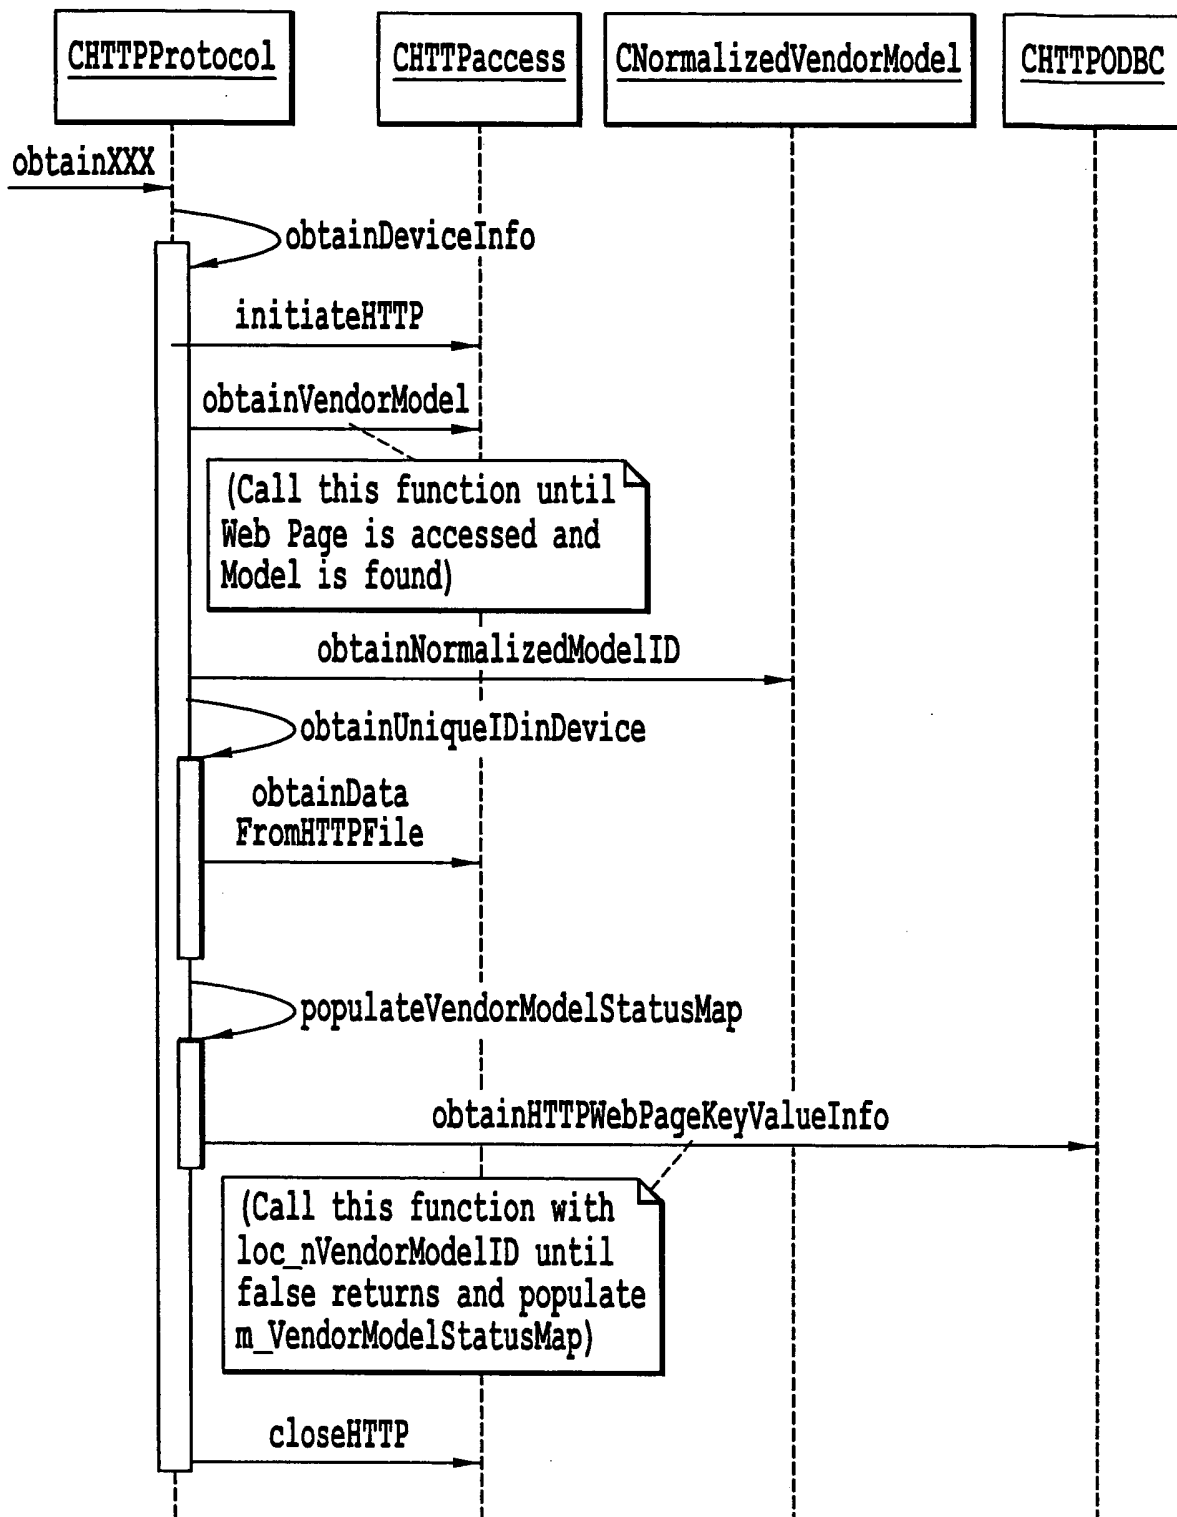 CHTTPProtocol
CHTTPaccess
CNormalizedVendorModel
CHTTPODBC
obtainXXX
obtainDeviceInfo
initiateHTTP
obtainVendorModel
(Call this function until
Web Page is accessed and
Model is found)
obtainNormalizedModelID
obtainUniqueIDinDevice
obtainData
FromHTTPFile
populateVendorModelStatusMap
obtainHTTPWebPageKeyValueInfo
(Call this function with
loc_nVendorModelID until
false returns and populate
m_VendorModelStatusMap)
closeHTTP